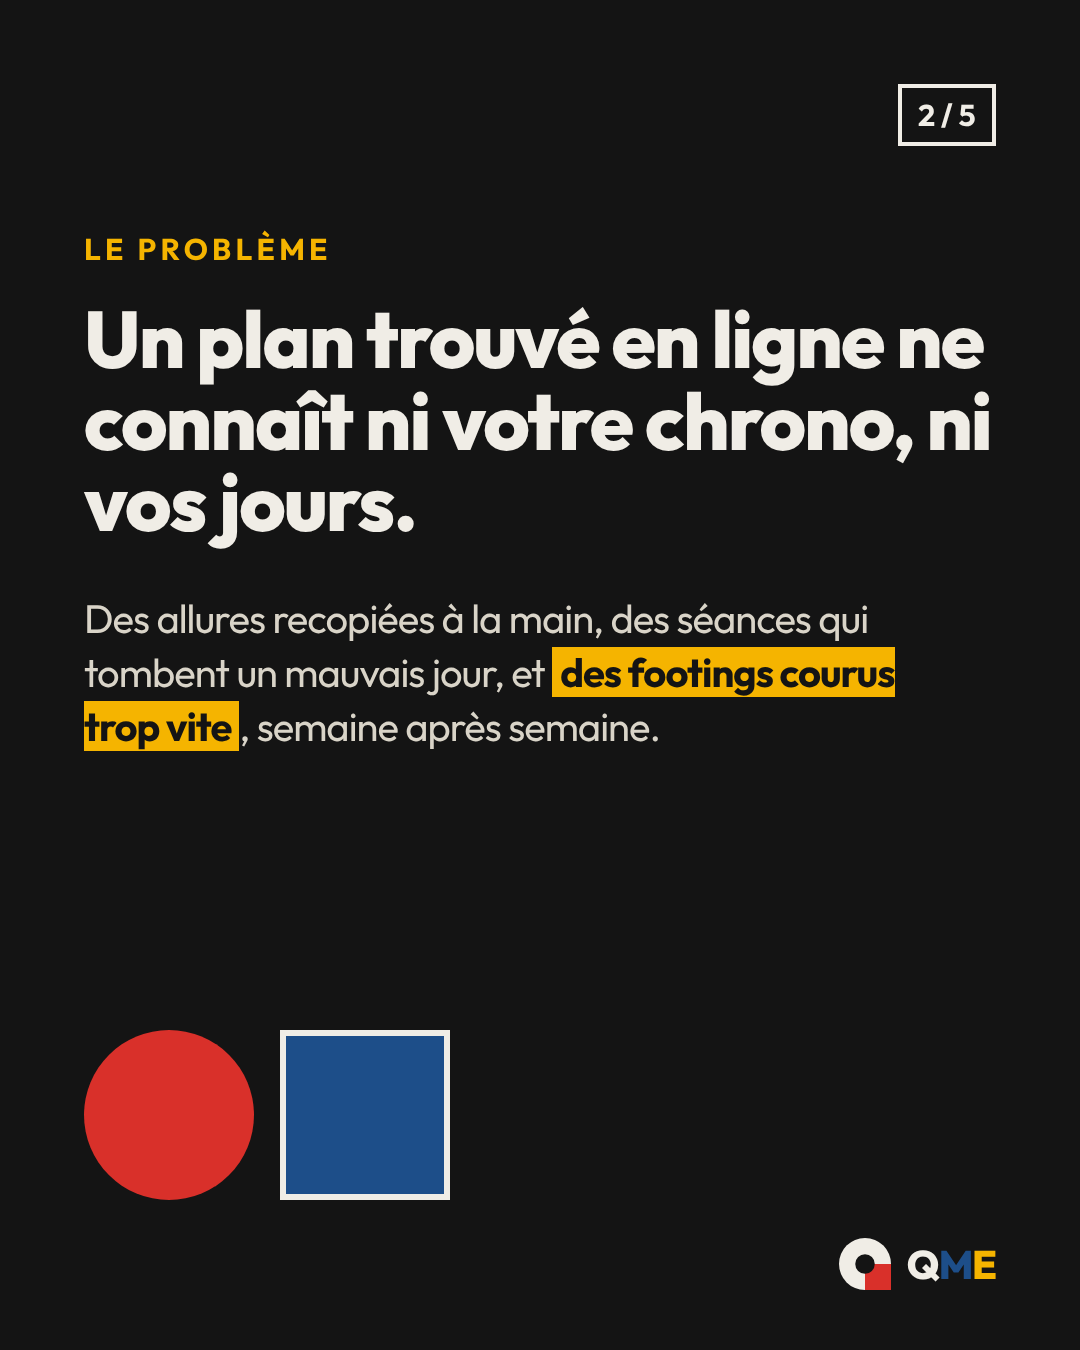 2 / 5
LE PROBLÈME
Un plan trouvé en ligne ne
connaît ni votre chrono, ni
vos jours.
Des allures recopiées à la main, des séances qui
tombent un mauvais jour, et des footings courus
trop vite, semaine après semaine.
QME